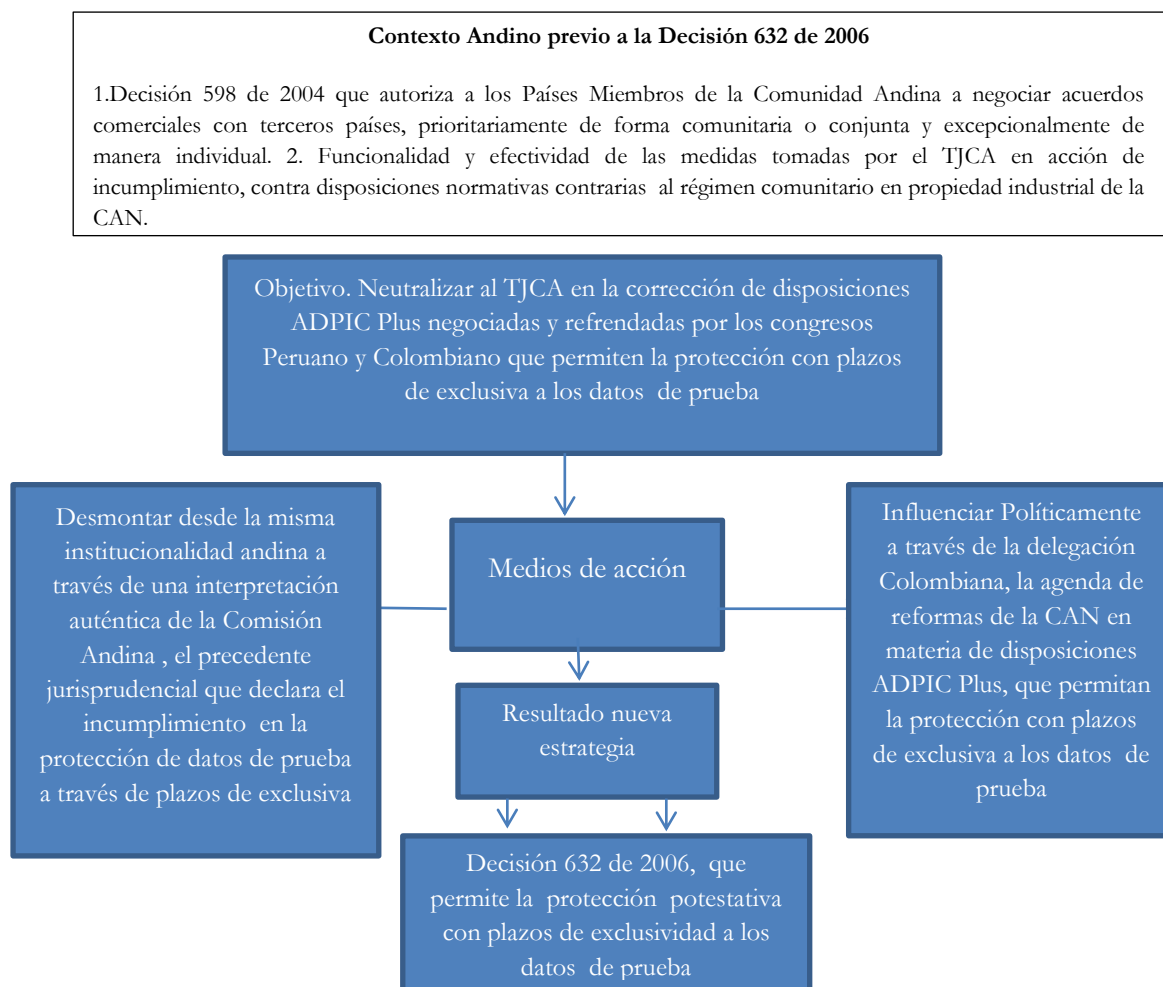 Contexto Andino previo a la Decisión 632 de 2006
1.Decisión 598 de 2004 que autoriza a los Países Miembros de la Comunidad Andina a negociar acuerdos
comerciales con terceros países, prioritariamente de forma comunitaria o conjunta y excepcionalmente de
manera individual. 2. Funcionalidad y efectividad de las medidas tomadas por el TJCA en acción de
incumplimiento, contra disposiciones normativas contrarias al régimen comunitario en propiedad industrial de la
CAN.
Objetivo. Neutralizar al TJCA en la corrección de disposiciones
ADPIC Plus negociadas y refrendadas por los congresos
Peruano y Colombiano que permiten la protección con plazos
de exclusiva a los datos de prueba
Desmontar desde la misma
institucionalidad andina a
través de una interpretación
auténtica de la Comisión
Andina , el precedente
jurisprudencial que declara el
incumplimiento en la
protección de datos de prueba
a través de plazos de exclusiva
Medios de acción
Influenciar Políticamente
a través de la delegación
Colombiana, la agenda de
reformas de la CAN en
materia de disposiciones
ADPIC Plus, que permitan
la protección con plazos
de exclusiva a los datos de
prueba
Resultado nueva
estrategia
Decisión 632 de 2006, que
permite la protección potestativa
con plazos de exclusividad a los
datos de prueba